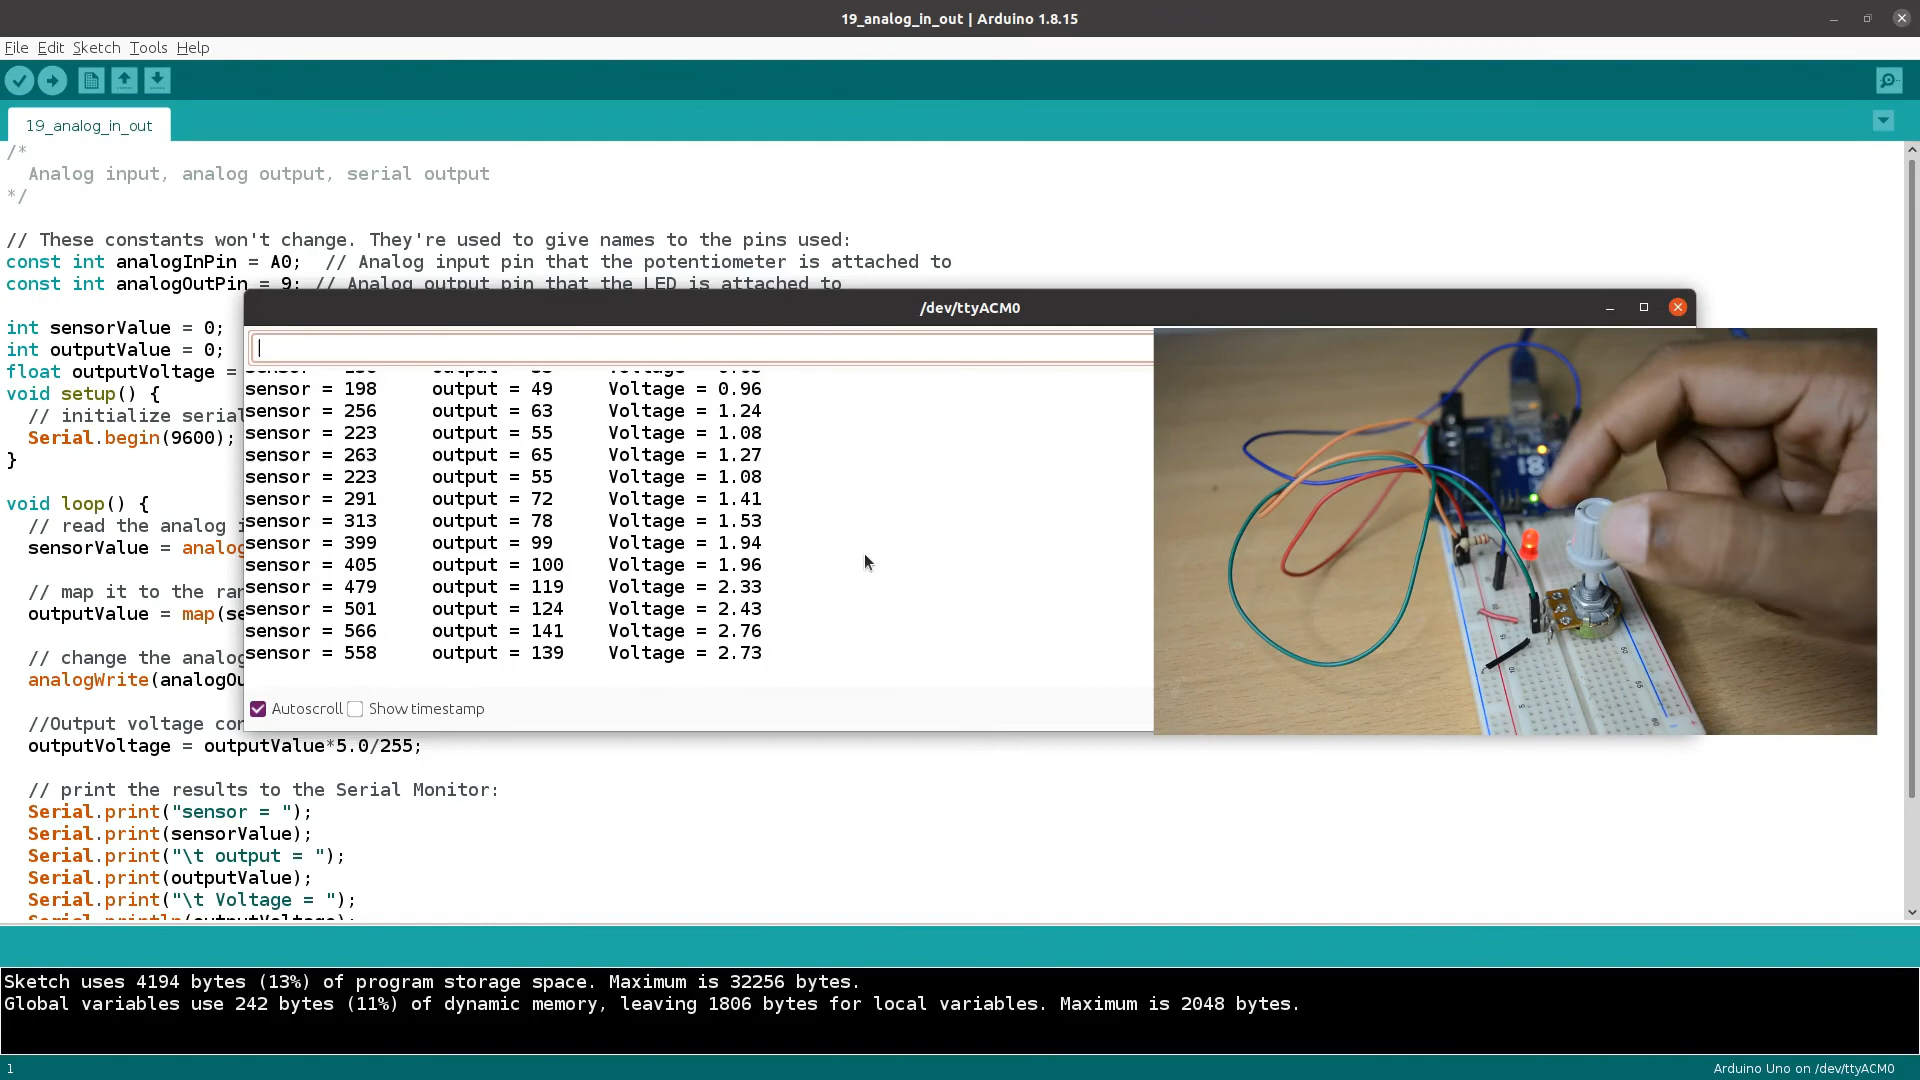 19_analog_in_out | Arduino 1.8.15
File Edit Sketch Tools Help
19_analog_in_out
/*
Analog input, analog output, serial output
*/
// These constants won't change. They're used to give names to the pins used:
const int analogInPin = A0;  // Analog input pin that the potentiometer is attached to
const int analogOutPin = 9; // Analog output pin that the LED is attached to
/dev/ttyACM0
int sensorValue = 0;
int outputValue = 0;
float outputVoltage =
void setup() {
// initialize serial
Serial.begin(9600);
}
void loop() {
// read the analog
sensorValue = analog
// map it to the
outputValue = map(
// change the analog
analogWrite(
//Output voltage
outputVoltage = outputValue*5.0/255;
// print the results to the Serial Monitor:
Serial.print("sensor = ");
Serial.print(sensorValue);
Serial.print("\t output = ");
Serial.print(outputValue);
Serial.print("\t Voltage = ");
sensor = 198 output = 49 Voltage = 0.96
sensor = 256 output = 63 Voltage = 1.24
sensor = 223 output = 55 Voltage = 1.08
sensor = 263 output = 65 Voltage = 1.27
sensor = 223 output = 55 Voltage = 1.08
sensor = 291 output = 72 Voltage = 1.41
sensor = 313 output = 78 Voltage = 1.53
sensor = 399 output = 99 Voltage = 1.94
sensor = 405 output = 100 Voltage = 1.96
sensor = 479 output = 119 Voltage = 2.33
sensor = 501 output = 124 Voltage = 2.43
sensor = 566 output = 141 Voltage = 2.76
sensor = 558 output = 139 Voltage = 2.73
Autoscroll Show timestamp
Sketch uses 4194 bytes (13%) of program storage space. Maximum is 32256 bytes.
Global variables use 242 bytes (11%) of dynamic memory, leaving 1806 bytes for local variables. Maximum is 2048 bytes.
1
Arduino Uno on /dev/ttyACM0